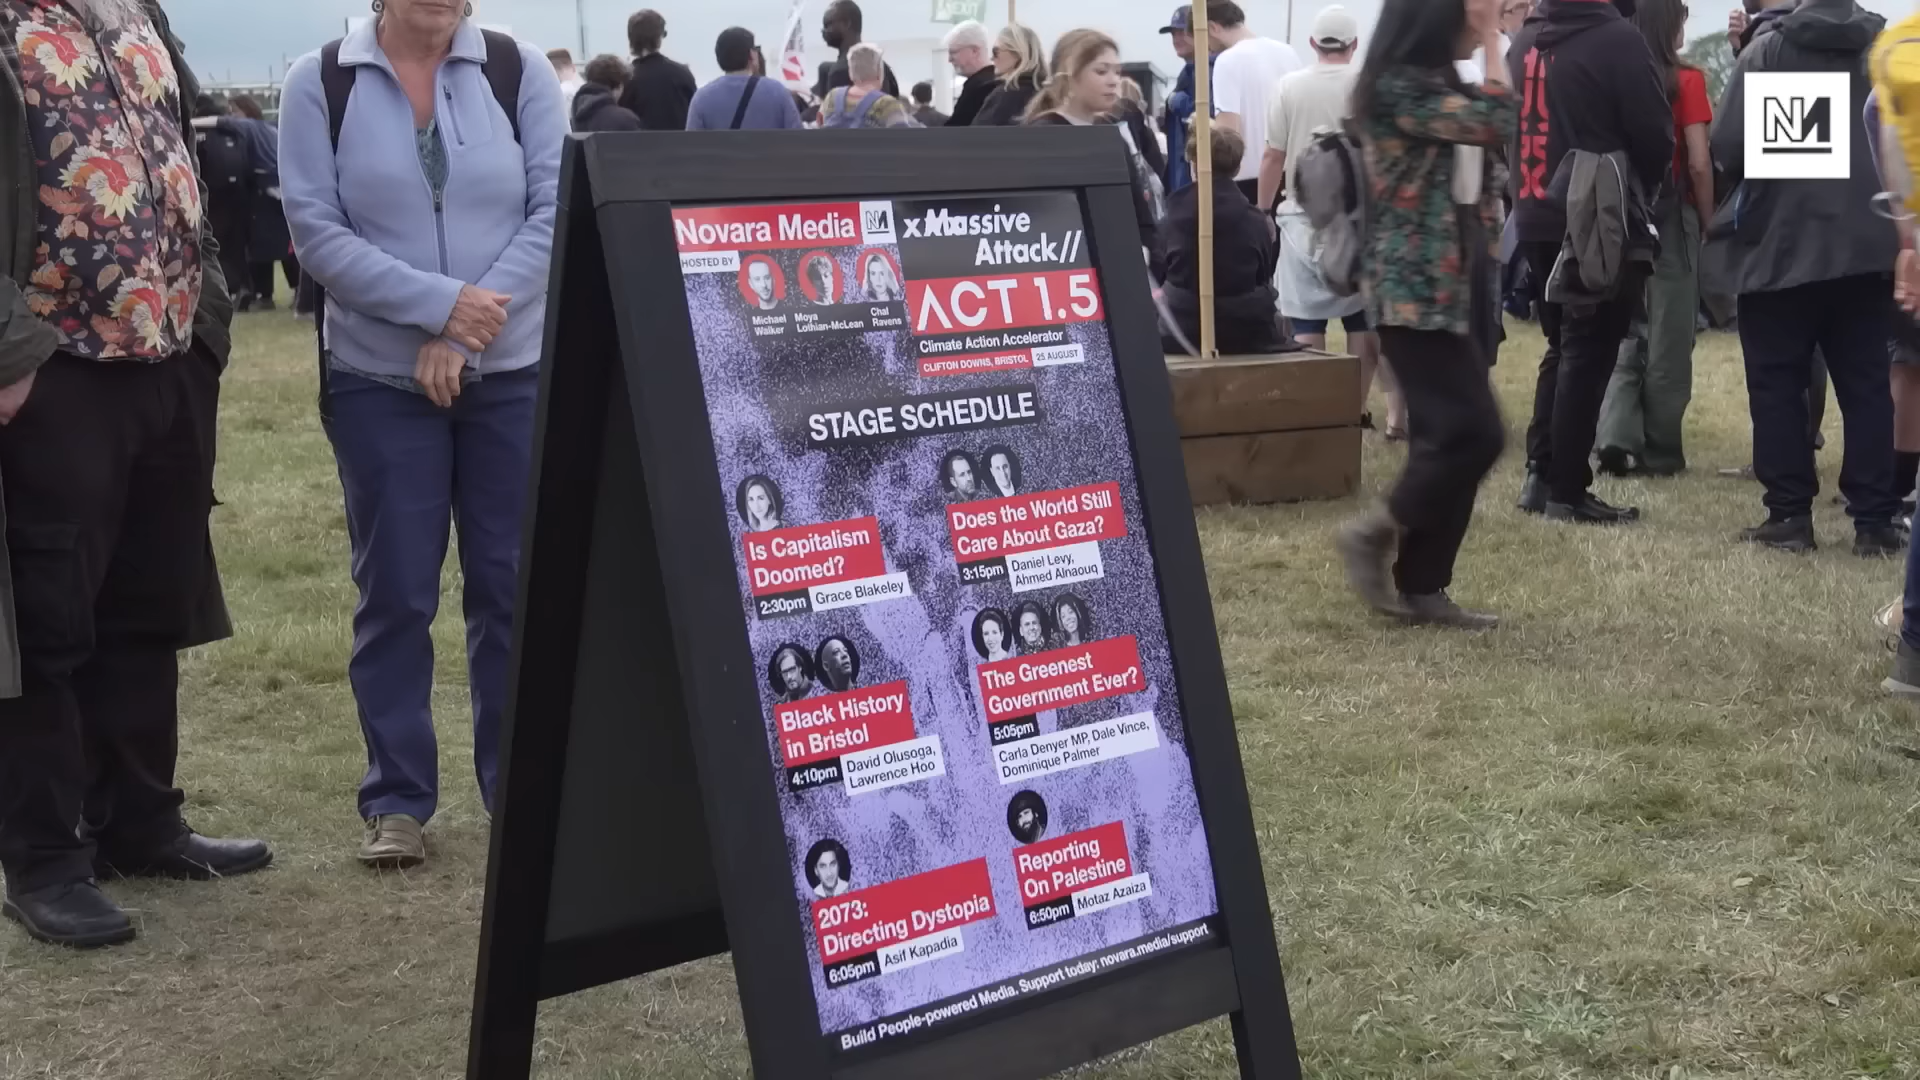 Novara Media NM
xMassive
Attack//
HOSTED BY
Michael
Walker
Moya
Lothian-McLean
Chal
Ravens
ACT 1.5
Climate Action Accelerator
CLIFTON DOWNS, BRISTOL 25 AUGUST
STAGE SCHEDULE
Is Capitalism
Doomed?
2:30pm Grace Blakeley
Does the World Still
Care About Gaza?
3:15pm Daniel Levy,
Ahmed Alnaouq
Black History
in Bristol
4:10pm David Olusoga,
Lawrence Hoo
The Greenest
Government Ever?
5:05pm
Carla Denyer MP, Dale Vince,
Dominique Palmer
2073:
Directing Dystopia
6:05pm Asif Kapadia
Reporting
On Palestine
6:50pm Motaz Azaiza
Build People-powered Media. Support today: novara.media/support
NM